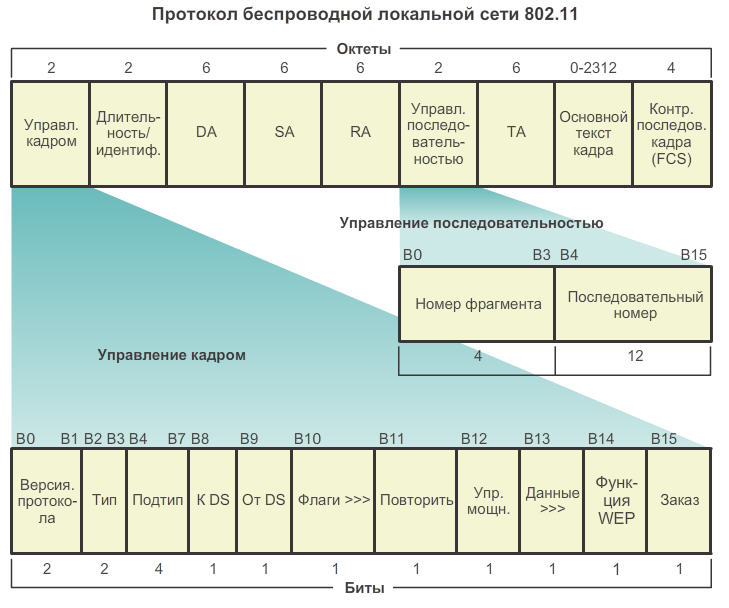 Протокол беспроводной локальной сети 802.11
Октеты
2 2 6 6 6 2 6 0-2312 4
Управл.
кадром
Длитель-
ность/
идентиф.
DA
SA
RA
Управл.
последо-
ватель-
ностью
TA
Основной
текст
кадра
Контр.
последов.
кадра
(FCS)
Управление последовательностью
B0 B3 B4 B15
Номер фрагмента
Последовательный
номер
4 12
Управление кадром
B0 B1 B2 B3 B4 B7 B8 B9 B10 B11 B12 B13 B14 B15
Версия.
протоко-
ла
Тип
Подтип
К DS
От DS
Флаги >>>
Повторить
Упр.
мощн.
Данные
>>>
Функ-
ция
WEP
Заказ
2 2 4 1 1 1 1 1 1 1 1
Биты